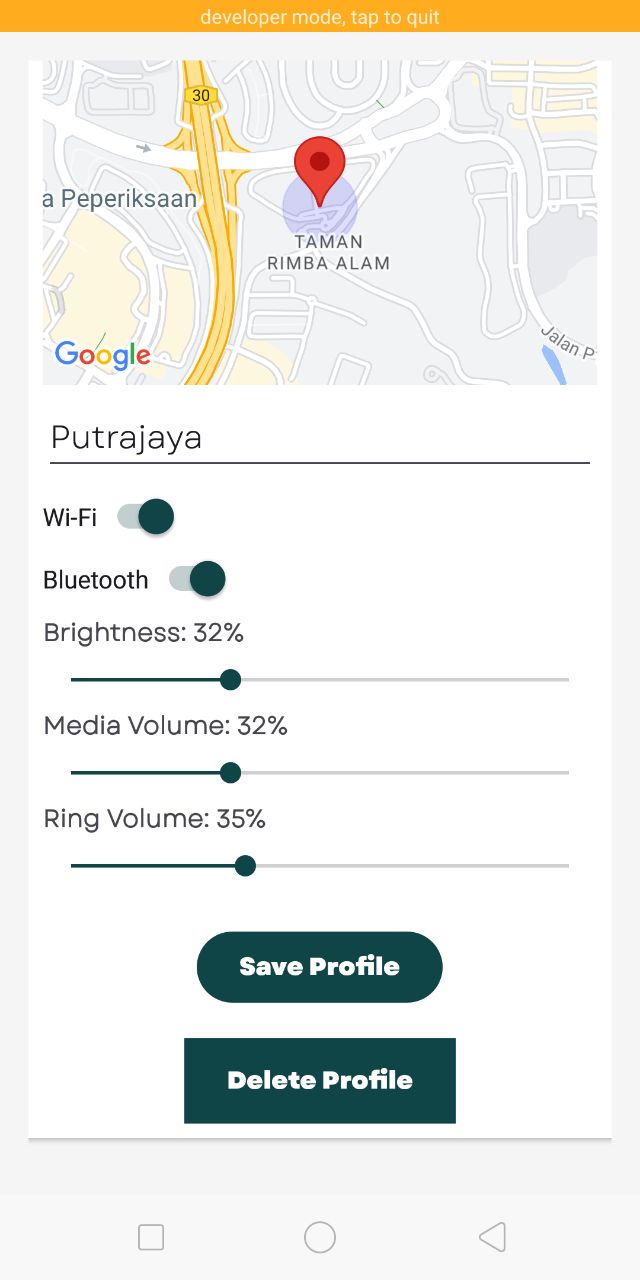 developer mode, tap to quit
30
a Peperiksaan
TAMAN
RIMBA ALAM
Jalan P
Google
Putrajaya
Wi-Fi
Bluetooth
Brightness: 32%
Media Volume: 32%
Ring Volume: 35%
Save Profile
Delete Profile